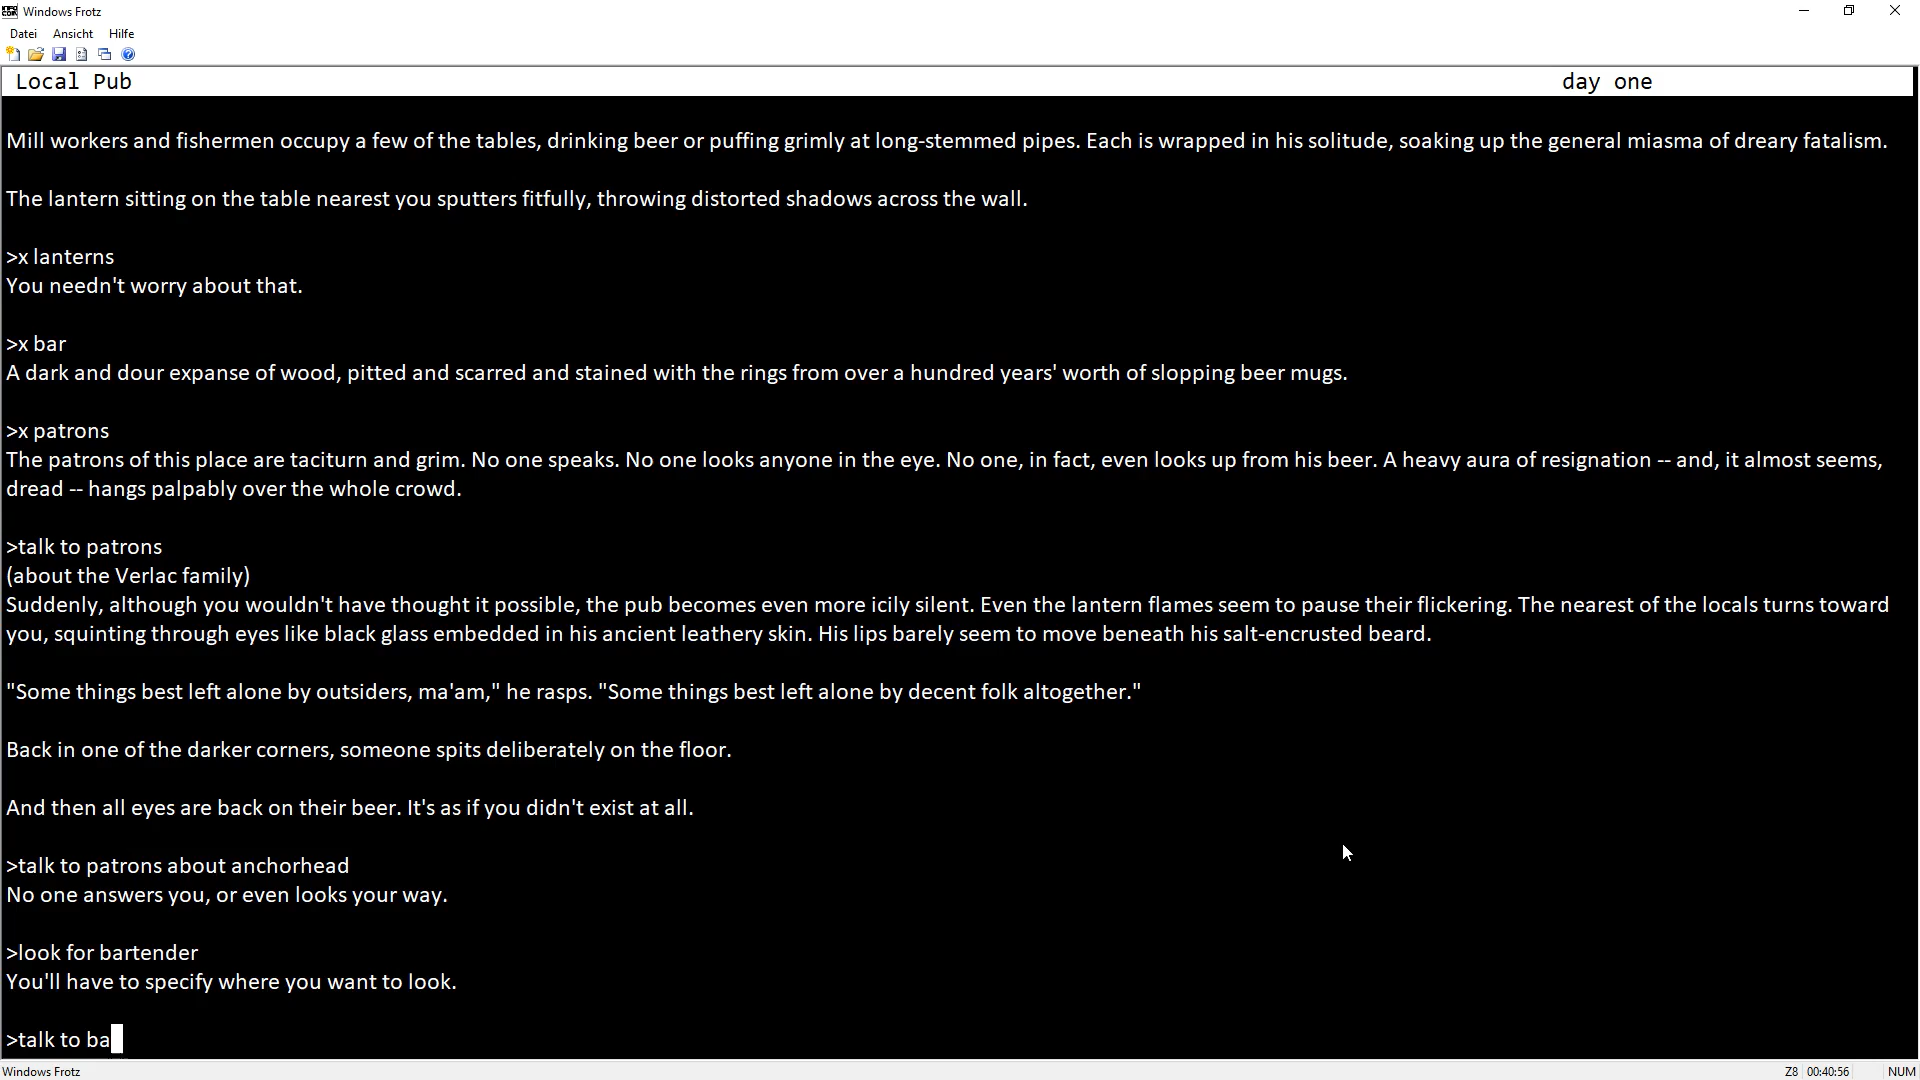 Windows Frotz
Datei Ansicht Hilfe
Local Pub day one
Mill workers and fishermen occupy a few of the tables, drinking beer or puffing grimly at long-stemmed pipes. Each is wrapped in his solitude, soaking up the general miasma of dreary fatalism.
The lantern sitting on the table nearest you sputters fitfully, throwing distorted shadows across the wall.
>x lanterns
You needn't worry about that.
>x bar
A dark and dour expanse of wood, pitted and scarred and stained with the rings from over a hundred years' worth of slopping beer mugs.
>x patrons
The patrons of this place are taciturn and grim. No one speaks. No one looks anyone in the eye. No one, in fact, even looks up from his beer. A heavy aura of resignation -- and, it almost seems,
dread -- hangs palpably over the whole crowd.
>talk to patrons
(about the Verlac family)
Suddenly, although you wouldn't have thought it possible, the pub becomes even more icily silent. Even the lantern flames seem to pause their flickering. The nearest of the locals turns toward
you, squinting through eyes like black glass embedded in his ancient leathery skin. His lips barely seem to move beneath his salt-encrusted beard.
"Some things best left alone by outsiders, ma'am," he rasps. "Some things best left alone by decent folk altogether."
Back in one of the darker corners, someone spits deliberately on the floor.
And then all eyes are back on their beer. It's as if you didn't exist at all.
>talk to patrons about anchorhead
No one answers you, or even looks your way.
>look for bartender
You'll have to specify where you want to look.
>talk to ba
Windows Frotz Z8 00:40:56 NUM